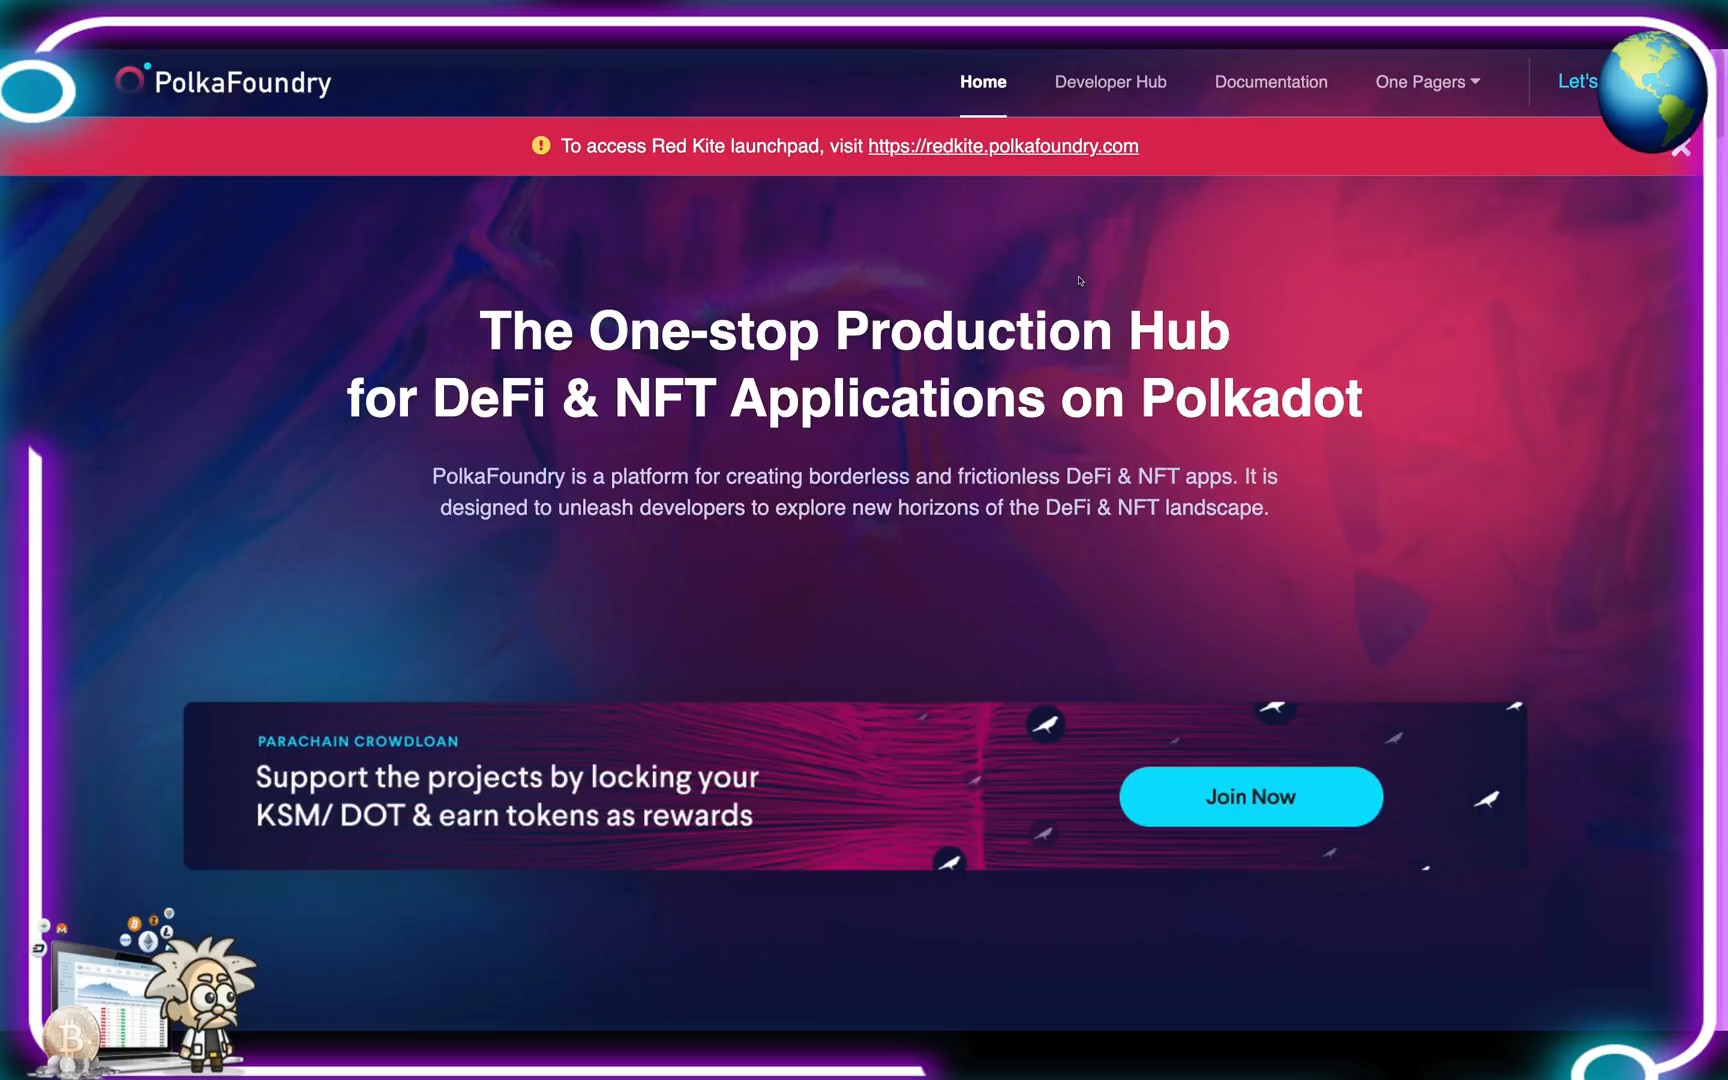 PolkaFoundry
Home
Developer Hub
Documentation
One Pagers
Let's
To access Red Kite launchpad, visit https://redkite.polkafoundry.com
The One-stop Production Hub
for DeFi & NFT Applications on Polkadot
PolkaFoundry is a platform for creating borderless and frictionless DeFi & NFT apps. It is
designed to unleash developers to explore new horizons of the DeFi & NFT landscape.
PARACHAIN CROWDLOAN
Support the projects by locking your
KSM/ DOT & earn tokens as rewards
Join Now